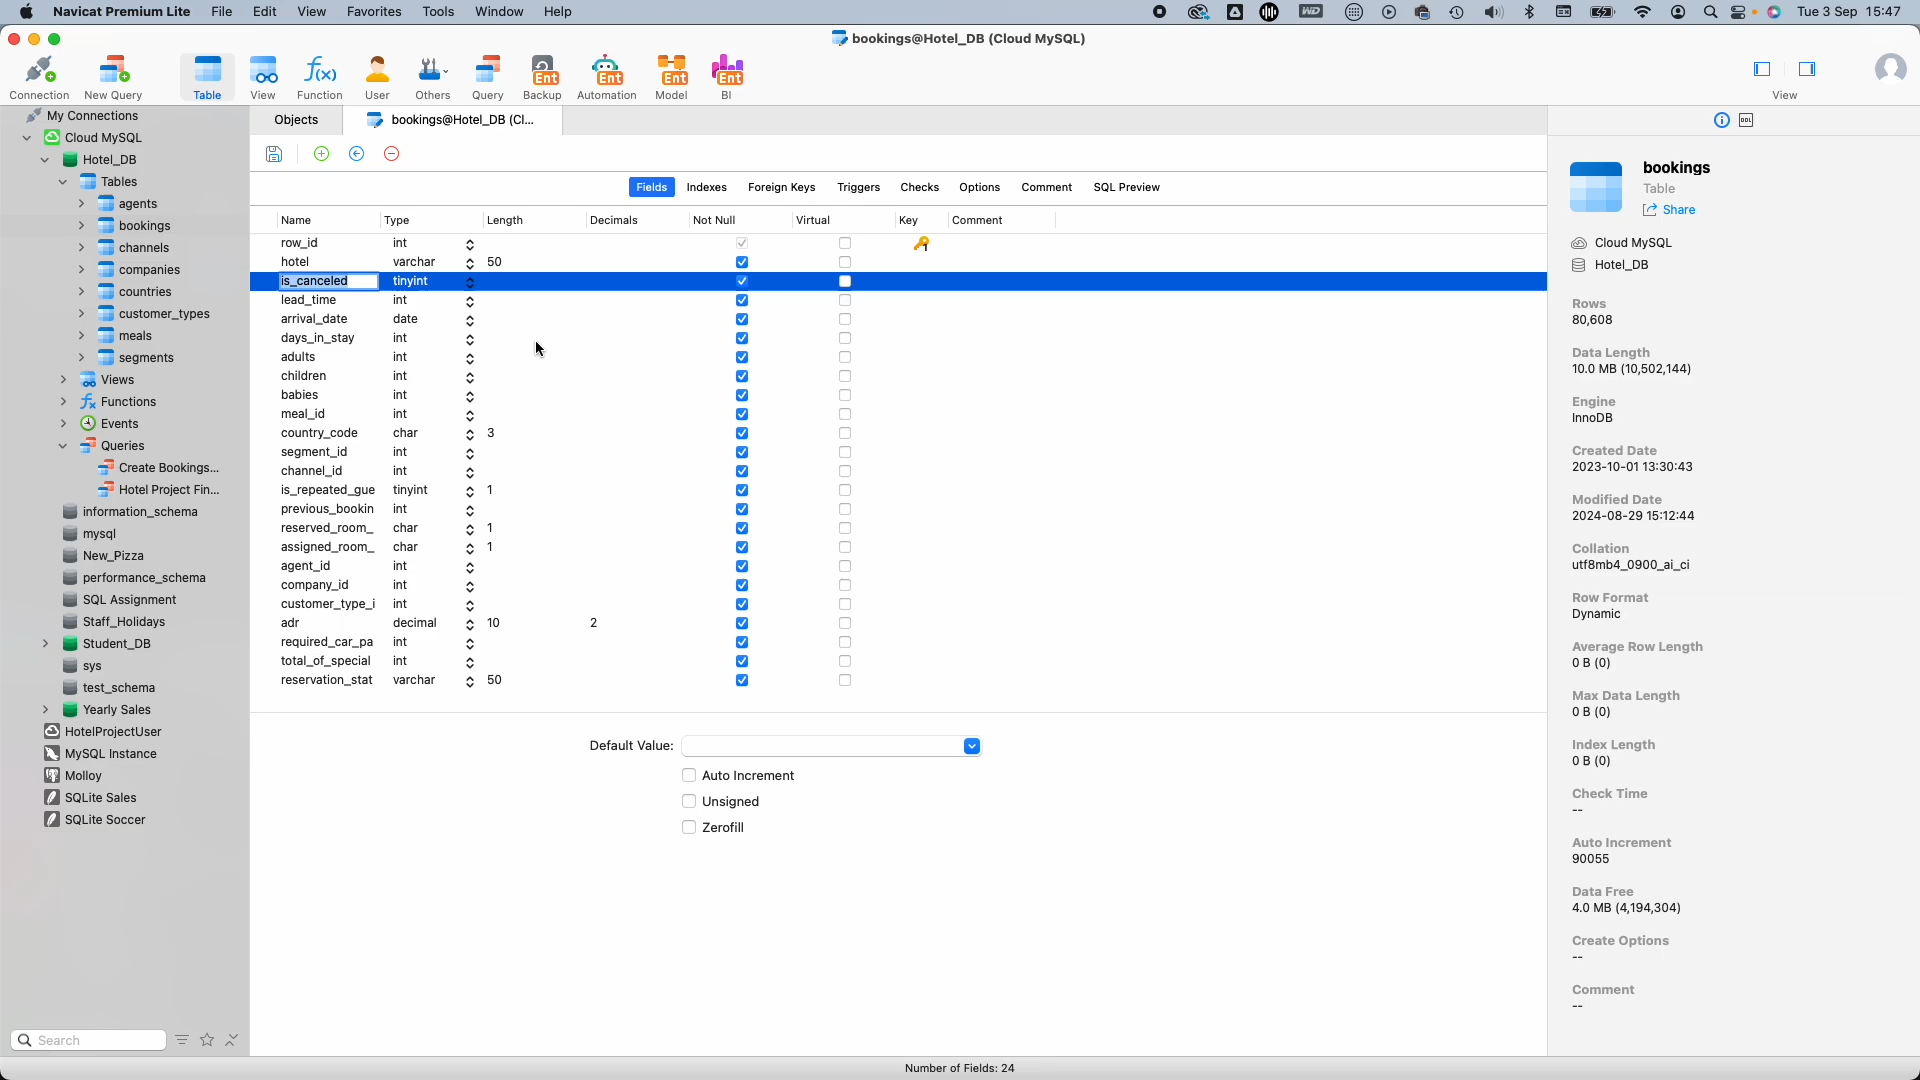 Navicat Premium Lite File Edit View Favorites Tools Window Help
WD
Tue 3 Sep 15:47
bookings@Hotel_DB (Cloud MySQL)
Connection New Query Table View Function User Others Query Backup Automation Model BI
View
My Connections
Cloud MySQL
Hotel_DB
Tables
agents
bookings
channels
companies
countries
customer_types
meals
segments
Views
Functions
Events
Queries
Create Bookings...
Hotel Project Fin...
information_schema
mysql
New_Pizza
performance_schema
SQL Assignment
Staff_Holidays
Student_DB
sys
test_schema
Yearly Sales
HotelProjectUser
MySQL Instance
Molloy
SQLite Sales
SQLite Soccer
Search
Objects bookings@Hotel_DB (Cl...
Fields Indexes Foreign Keys Triggers Checks Options Comment SQL Preview
Name Type Length Decimals Not Null Virtual Key Comment
row_id int 1
hotel varchar 50
is_canceled tinyint
lead_time int
arrival_date date
days_in_stay int
adults int
children int
babies int
meal_id int
country_code char 3
segment_id int
channel_id int
is_repeated_gue tinyint 1
previous_bookin int
reserved_room_ char 1
assigned_room_ char 1
agent_id int
company_id int
customer_type_i int
adr decimal 10 2
required_car_pa int
total_of_special int
reservation_stat varchar 50
Default Value:
Auto Increment
Unsigned
Zerofill
DDL
bookings
Table
Share
Cloud MySQL
Hotel_DB
Rows
80,608
Data Length
10.0 MB (10,502,144)
Engine
InnoDB
Created Date
2023-10-01 13:30:43
Modified Date
2024-08-29 15:12:44
Collation
utf8mb4_0900_ai_ci
Row Format
Dynamic
Average Row Length
0 B (0)
Max Data Length
0 B (0)
Index Length
0 B (0)
Check Time
--
Auto Increment
90055
Data Free
4.0 MB (4,194,304)
Create Options
--
Comment
--
Number of Fields: 24